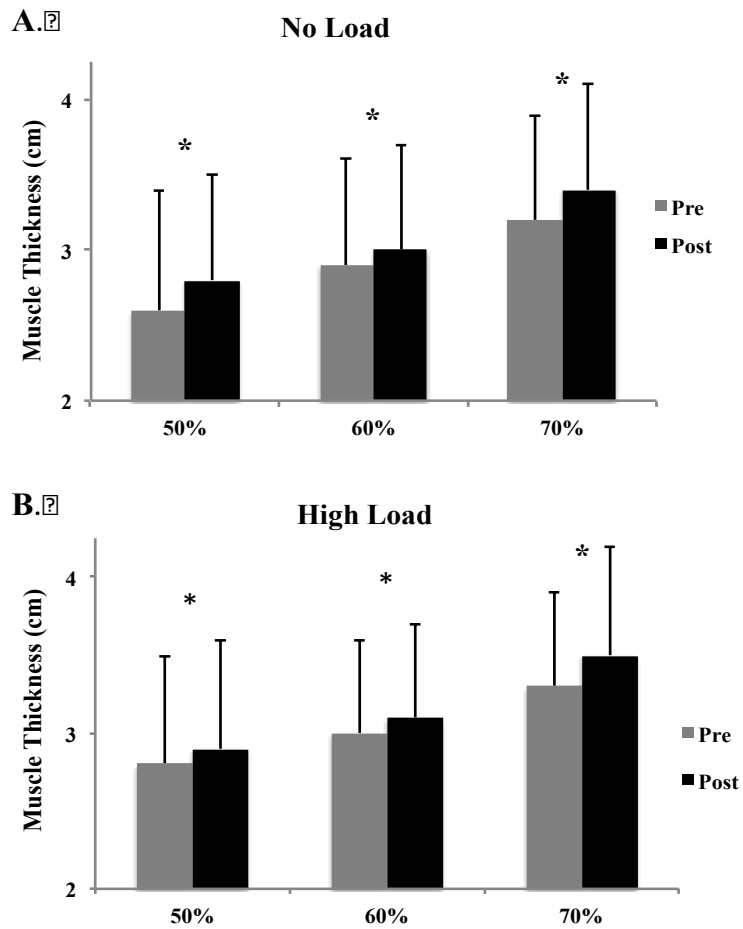 A.⍰
No Load
*
*
*
4
3
2
Muscle Thickness (cm)
Pre
Post
50% 60% 70%
B.⍰
High Load
*
*
*
4
3
2
Muscle Thickness (cm)
Pre
Post
50% 60% 70%